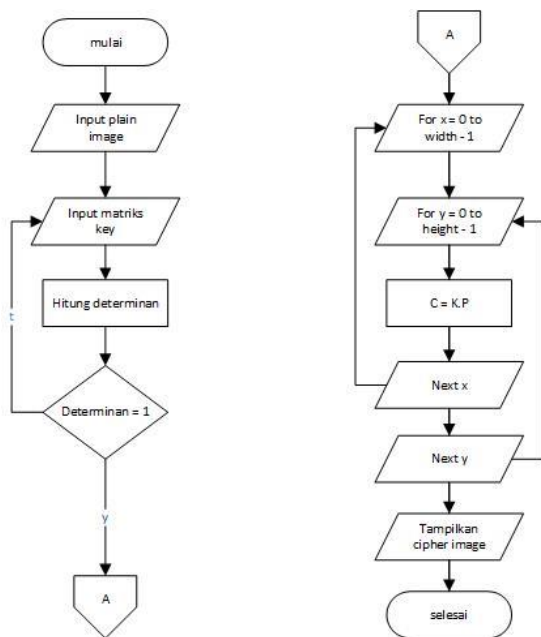 mulai
Input plain
image
Input matriks
key
Hitung determinan
t
Determinan = 1
y
A
A
For x = 0 to
width - 1
For y = 0 to
height - 1
C = K.P
Next x
Next y
Tampilkan
cipher image
selesai